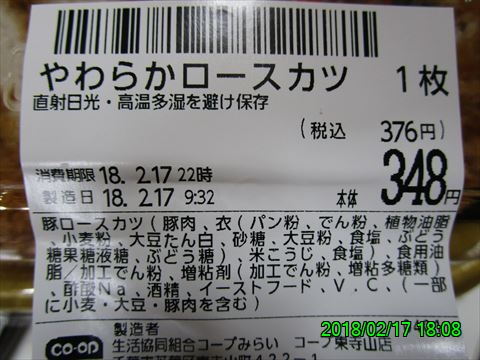 やわらかロースカツ 1枚
直射日光・高温多湿を避け保存
(税込 376円)
消費期限 18. 2.17 22時
製造日 18. 2.17 9:32
本体 348円
豚ロースカツ(豚肉、衣(パン粉、でん粉、植物油脂
、小麦粉、大豆たん白、砂糖、大豆粉、食塩、ぶどう
糖果糖液糖、ぶどう糖)、米こうじ、食塩)、食用油
脂/加工でん粉、増粘剤(加工でん粉、増粘多糖類)
、酢酸Na、酒精、イーストフード、V.C、(一部
に小麦・大豆・豚肉を含む)
製造者
CO・OP 生活協同組合コープみらい コープ東寺山店
2018/02/17 18:08